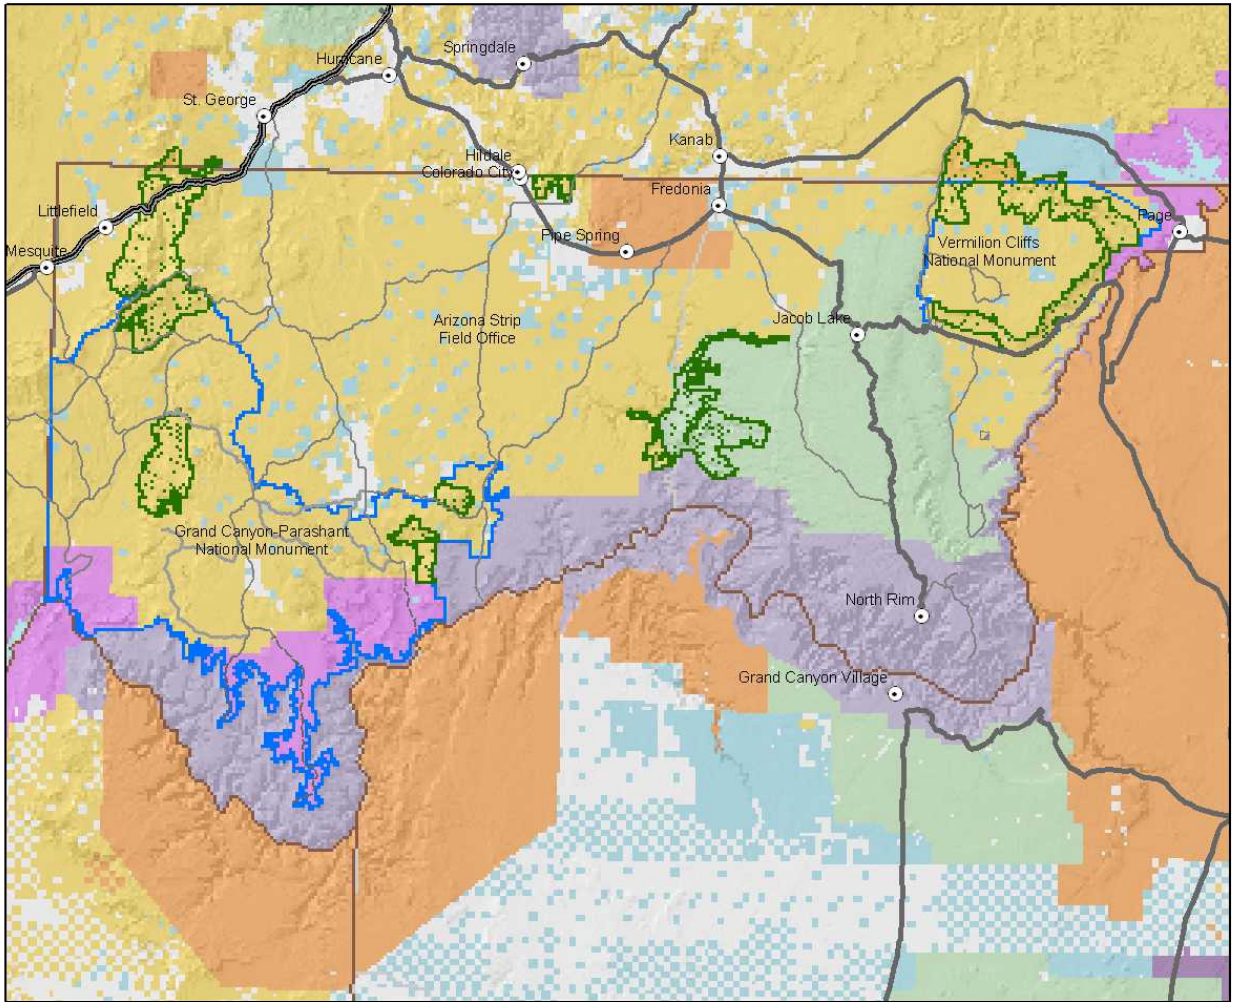 Springdale
Hurricane
St. George
Kanab
Hildale
Colorado City
Fredonia
Littlefield
Page
Pipe Spring
Mesquite
Vermilion Cliffs
National Monument
Arizona Strip
Field Office
Jacob Lake
Grand Canyon-Parashant
National Monument
North Rim
Grand Canyon Village